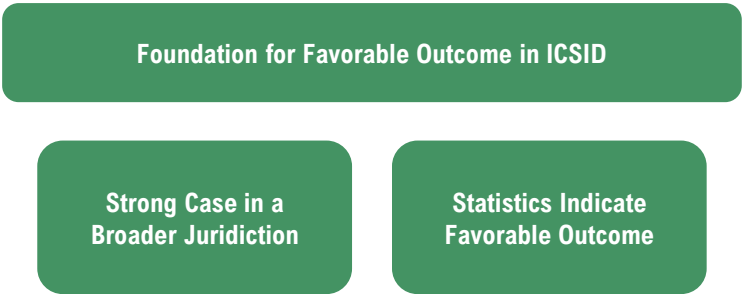 Foundation for Favorable Outcome in ICSID
Strong Case in a
Broader Juridiction
Statistics Indicate
Favorable Outcome